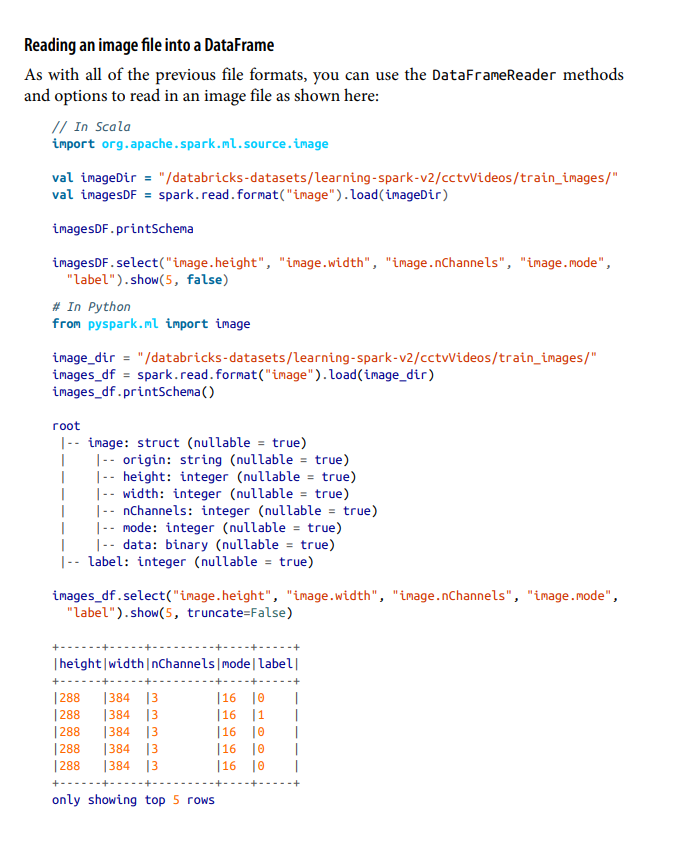 Reading an image file into a DataFrame
As with all of the previous file formats, you can use the DataFrameReader methods
and options to read in an image file as shown here:
// In Scala
import org.apache.spark.ml.source.image
val imageDir = "/databricks-datasets/learning-spark-v2/cctvVideos/train_images/"
val imagesDF = spark.read.format("image").load(imageDir)
imagesDF.printSchema
imagesDF.select("image.height", "image.width", "image.nChannels", "image.mode",
  "label").show(5, false)
# In Python
from pyspark.ml import image
image_dir = "/databricks-datasets/learning-spark-v2/cctvVideos/train_images/"
images_df = spark.read.format("image").load(image_dir)
images_df.printSchema()
root
 |-- image: struct (nullable = true)
 |    |-- origin: string (nullable = true)
 |    |-- height: integer (nullable = true)
 |    |-- width: integer (nullable = true)
 |    |-- nChannels: integer (nullable = true)
 |    |-- mode: integer (nullable = true)
 |    |-- data: binary (nullable = true)
 |-- label: integer (nullable = true)
images_df.select("image.height", "image.width", "image.nChannels", "image.mode",
  "label").show(5, truncate=False)
+------+-----+---------+----+-----+
|height|width|nChannels|mode|label|
+------+-----+---------+----+-----+
|288   |384  |3        |16  |0    |
|288   |384  |3        |16  |1    |
|288   |384  |3        |16  |0    |
|288   |384  |3        |16  |0    |
|288   |384  |3        |16  |0    |
+------+-----+---------+----+-----+
only showing top 5 rows